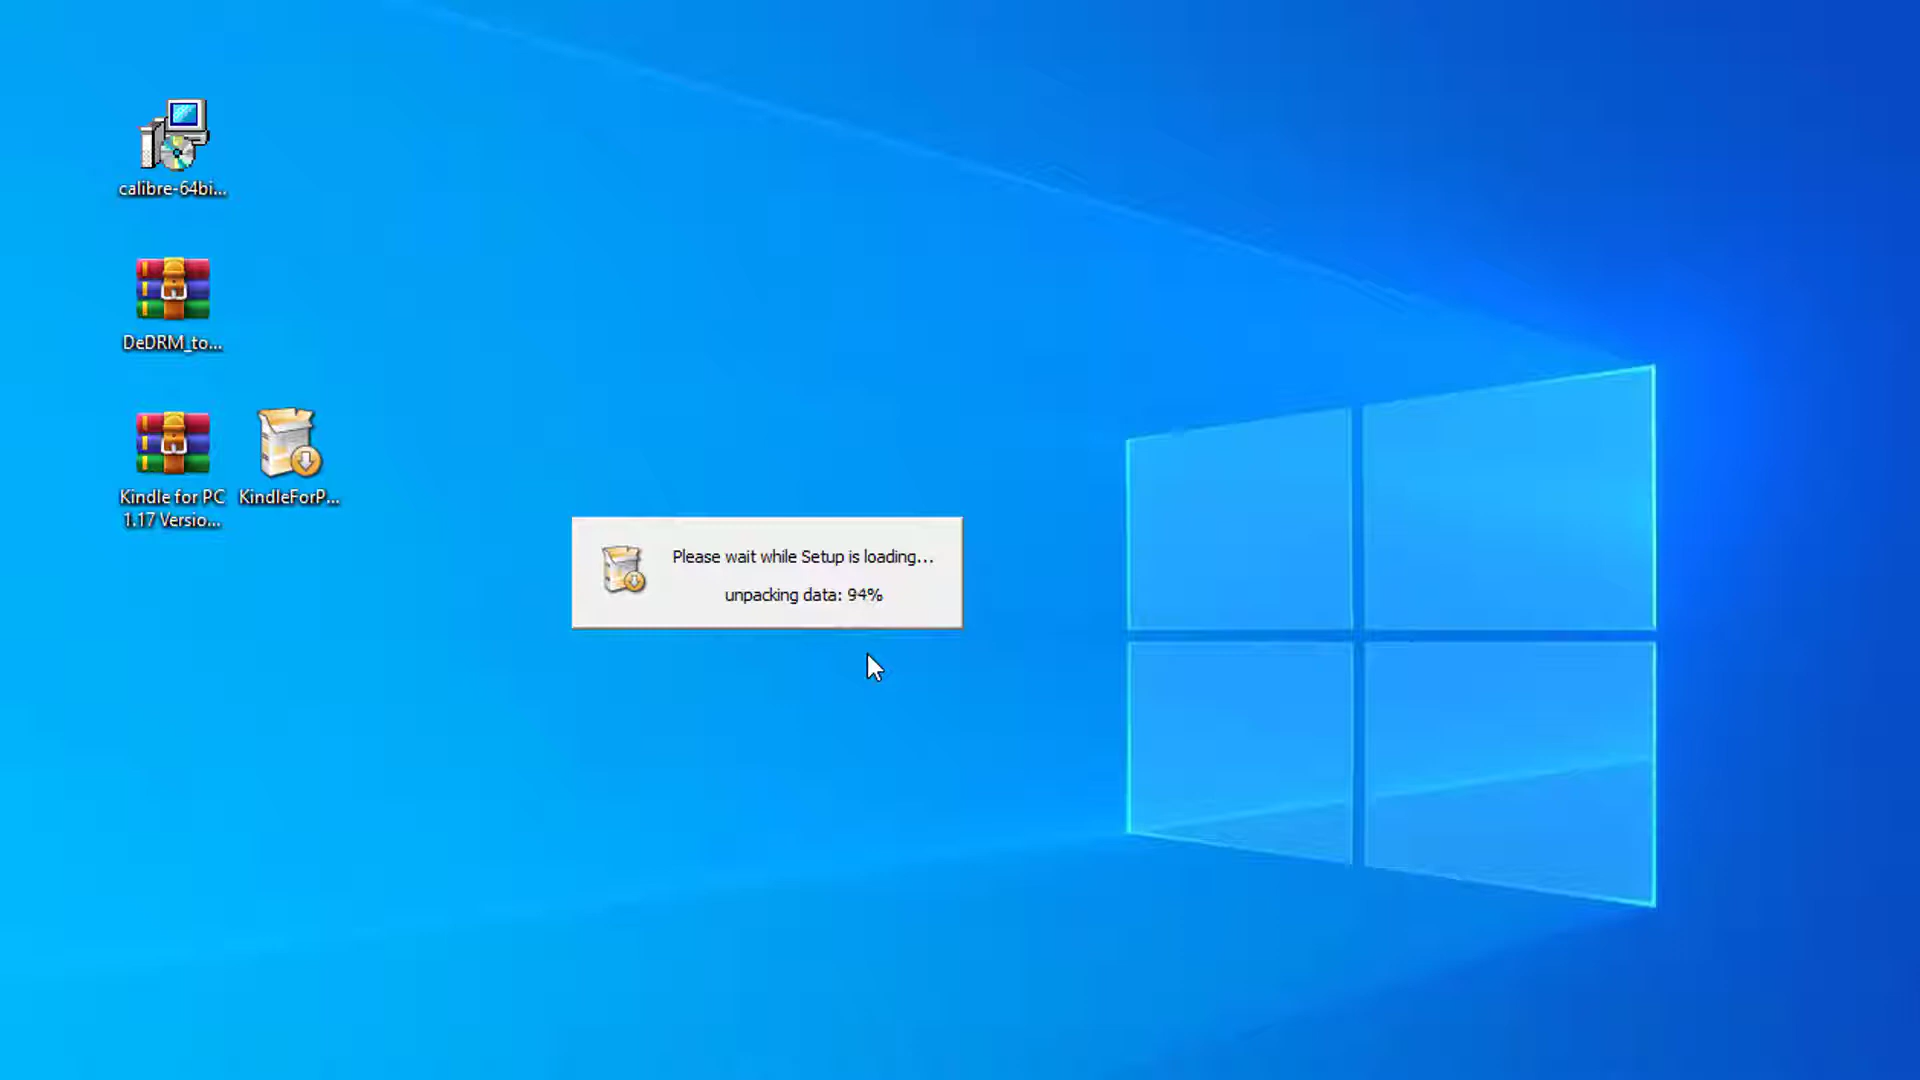 calibre-64bi...
DeDRM_to...
Kindle for PC
1.17 Versio...
KindleForP...
Please wait while Setup is loading...
unpacking data: 94%